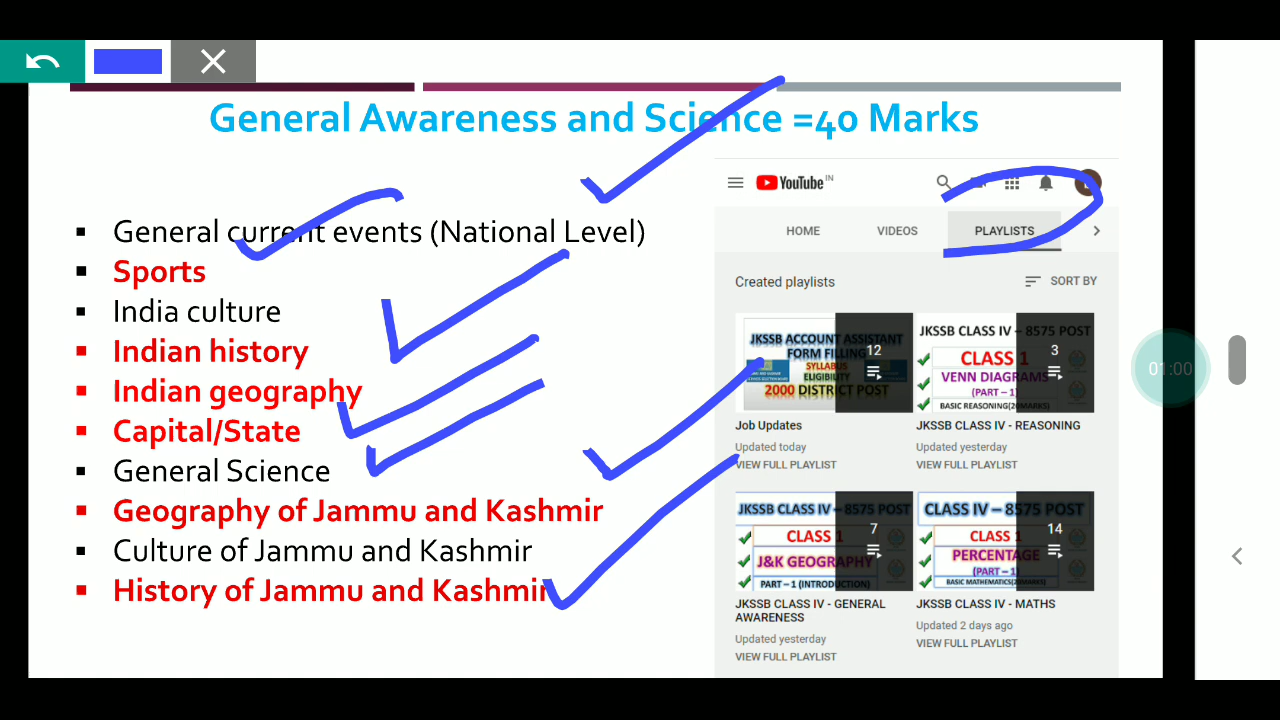 General Awareness and Science =40 Marks
General current events (National Level)
Sports
India culture
Indian history
Indian geography
Capital/State
General Science
Geography of Jammu and Kashmir
Culture of Jammu and Kashmir
History of Jammu and Kashmir
YouTube IN
HOME VIDEOS PLAYLISTS
Created playlists SORT BY
JKSSB ACCOUNT ASSISTANT
FORM FILLING
SYLLABUS
ELIGIBILITY
2000 DISTRICT POST
12
Job Updates
Updated today
VIEW FULL PLAYLIST
JKSSB CLASS IV – 8575 POST
CLASS 1
VENN DIAGRAMS
(PART – 1)
BASIC REASONING(20MARKS)
3
JKSSB CLASS IV - REASONING
Updated yesterday
VIEW FULL PLAYLIST
JKSSB CLASS IV – 8575 POST
CLASS 1
J&K GEOGRAPHY
PART – 1 (INTRODUCTION)
7
JKSSB CLASS IV - GENERAL
AWARENESS
Updated yesterday
VIEW FULL PLAYLIST
CLASS IV – 8575 POST
CLASS 1
PERCENTAGE
(PART – 1)
BASIC MATHEMATICS(20MARKS)
14
JKSSB CLASS IV - MATHS
Updated 2 days ago
VIEW FULL PLAYLIST
01:00